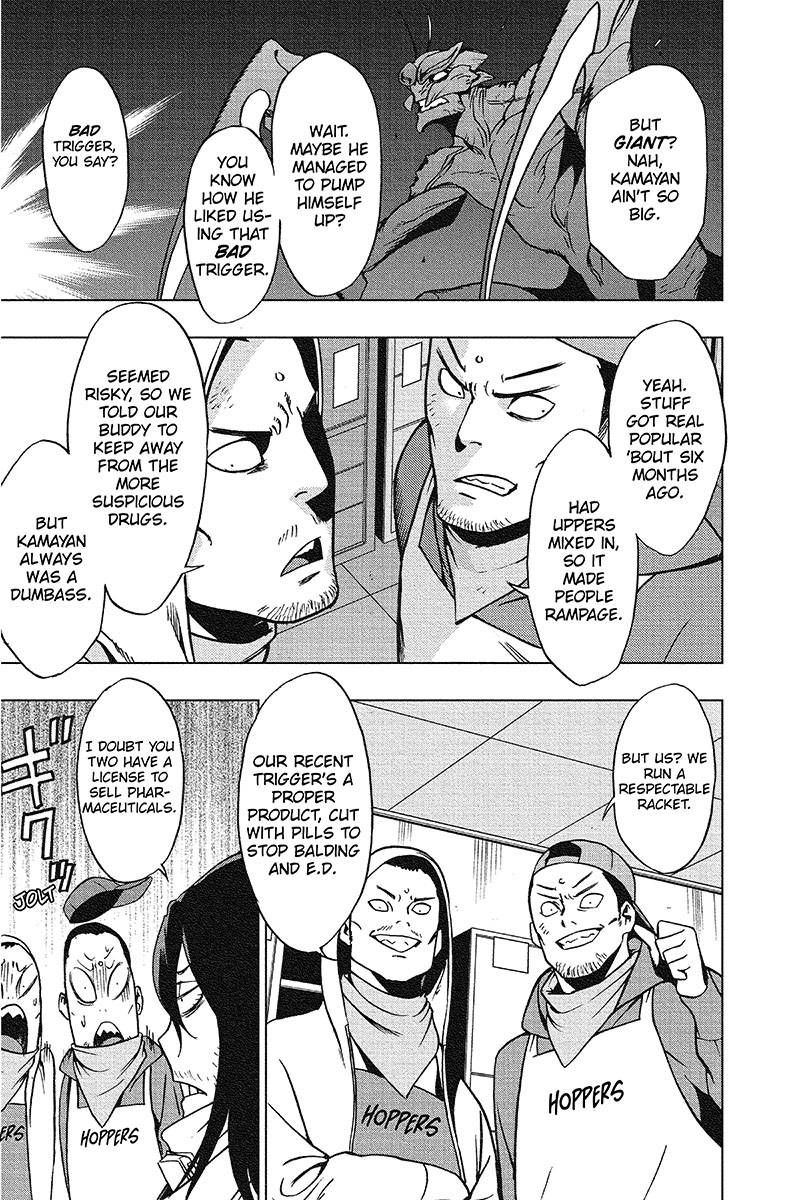 BUT
GIANT?
NAH,
KAMAYAN
AIN'T SO
BIG.
WAIT.
MAYBE HE
MANAGED
TO PUMP
HIMSELF
UP?
YOU
KNOW
HOW HE
LIKED US-
ING THAT
BAD
TRIGGER.
BAD
TRIGGER,
YOU SAY?
YEAH.
STUFF
GOT REAL
POPULAR
'BOUT SIX
MONTHS
AGO.
HAD
UPPERS
MIXED IN,
SO IT
MADE
PEOPLE
RAMPAGE.
SEEMED
RISKY, SO WE
TOLD OUR
BUDDY TO
KEEP AWAY
FROM THE
MORE
SUSPICIOUS
DRUGS.
BUT
KAMAYAN
ALWAYS
WAS A
DUMBASS.
BUT US? WE
RUN A
RESPECTABLE
RACKET.
OUR RECENT
TRIGGER'S A
PROPER
PRODUCT, CUT
WITH PILLS TO
STOP BALDING
AND E.D.
HOPPERS
HOPPERS
I DOUBT YOU
TWO HAVE A
LICENSE TO
SELL PHAR-
MACEUTICALS.
ギクッ
JOLT
HOPPERS